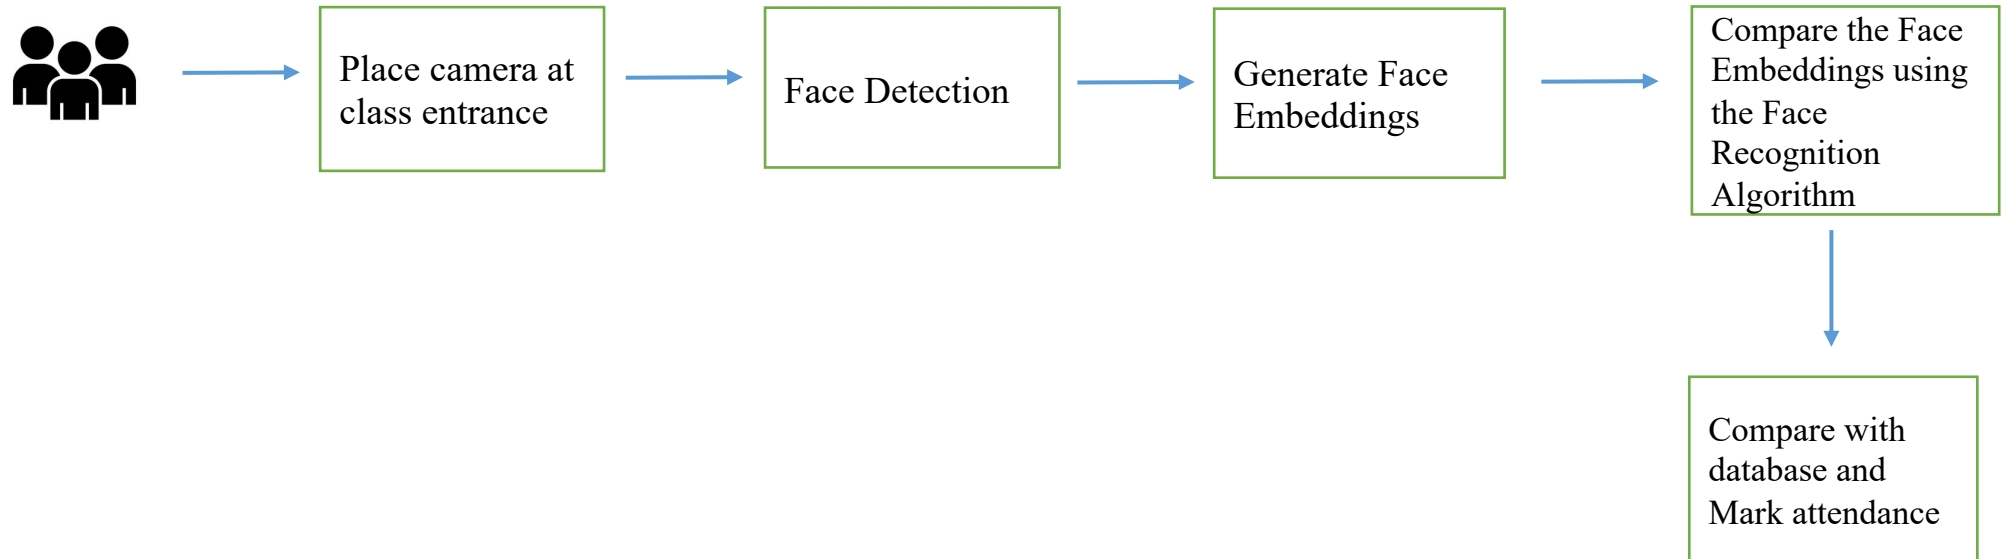 Place camera at
class entrance
Face Detection
Generate Face
Embeddings
Compare the Face
Embeddings using
the Face
Recognition
Algorithm
Compare with
database and
Mark attendance